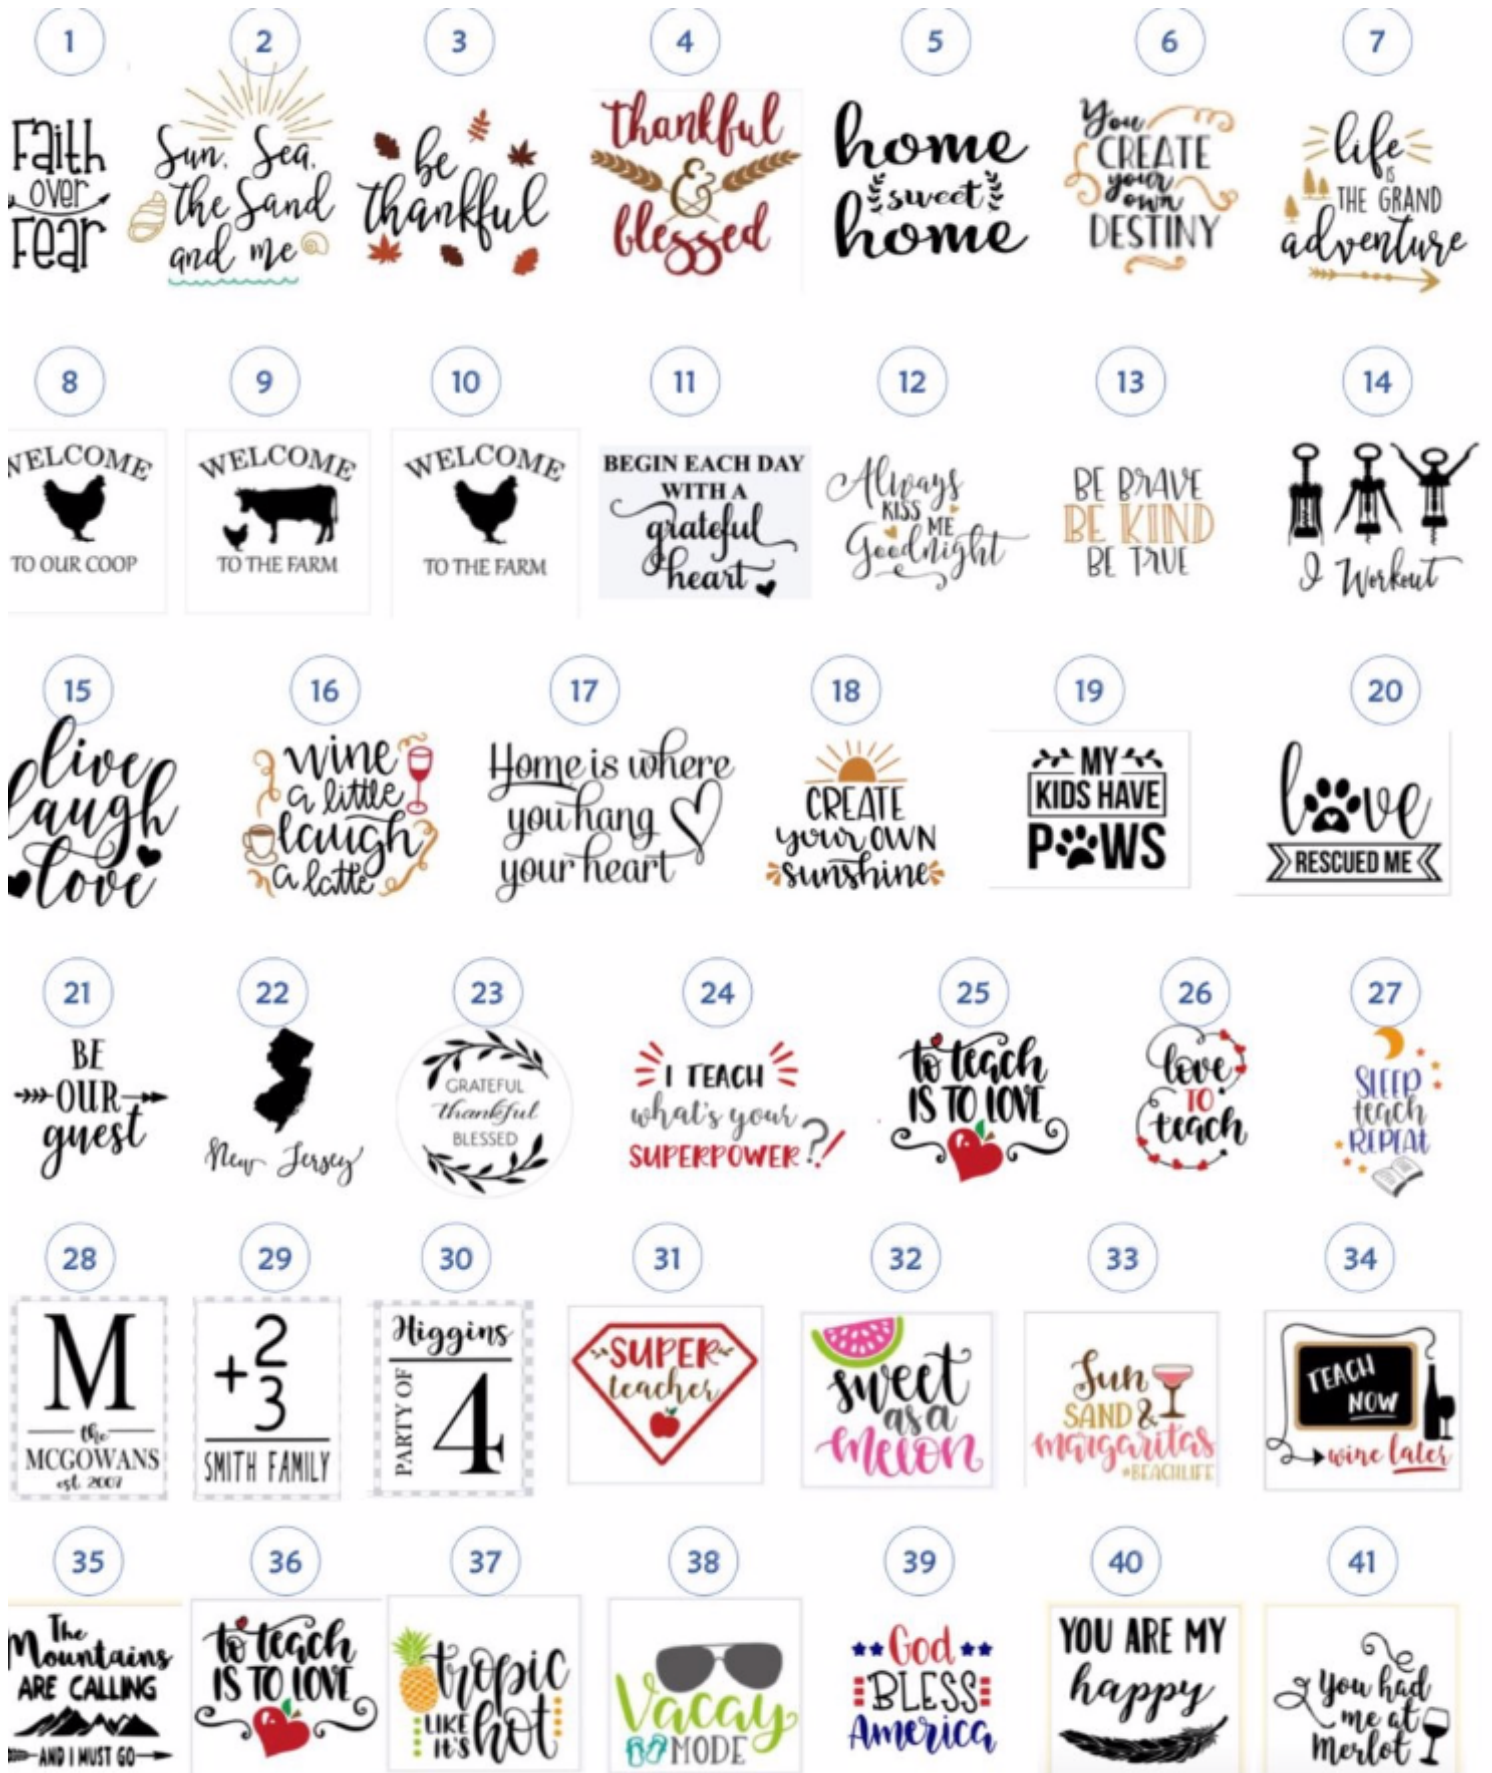 1 2 3 4 5 6 7
Faith
over
Fear
Sun, Sea,
the Sand
and me
be
thankful
thankful
&
blessed
home
sweet
home
You
CREATE
your
own
DESTINY
life
IS
THE GRAND
adventure
8 9 10 11 12 13 14
WELCOME
TO OUR COOP
WELCOME
TO THE FARM
WELCOME
TO THE FARM
BEGIN EACH DAY
WITH A
grateful
heart
Always
KISS ME
Goodnight
BE BRAVE
BE KIND
BE TRUE
I Workout
15 16 17 18 19 20
live
laugh
love
wine
a little
laugh
a latte
Home is where
you hang
your heart
CREATE
your OWN
sunshine
MY
KIDS HAVE
PAWS
love
RESCUED ME
21 22 23 24 25 26 27
BE
OUR
guest
New Jersey
GRATEFUL
thankful
BLESSED
I TEACH
what's your
SUPERPOWER?!
to teach
IS TO LOVE
love
TO
teach
SLEEP
teach
REPEAT
28 29 30 31 32 33 34
M
the
MCGOWANS
est. 2007
2
+3
SMITH FAMILY
Higgins
PARTY OF
4
SUPER
teacher
sweet
as a
melon
Sun
SAND &
margaritas
#BEACHLIFE
TEACH
NOW
wine later
35 36 37 38 39 40 41
The
Mountains
ARE CALLING
AND I MUST GO
to teach
IS TO LOVE
tropic
LIKE
IT'S
hot
Vacay
MODE
God
BLESS
America
YOU ARE MY
happy
You had
me at
Merlot